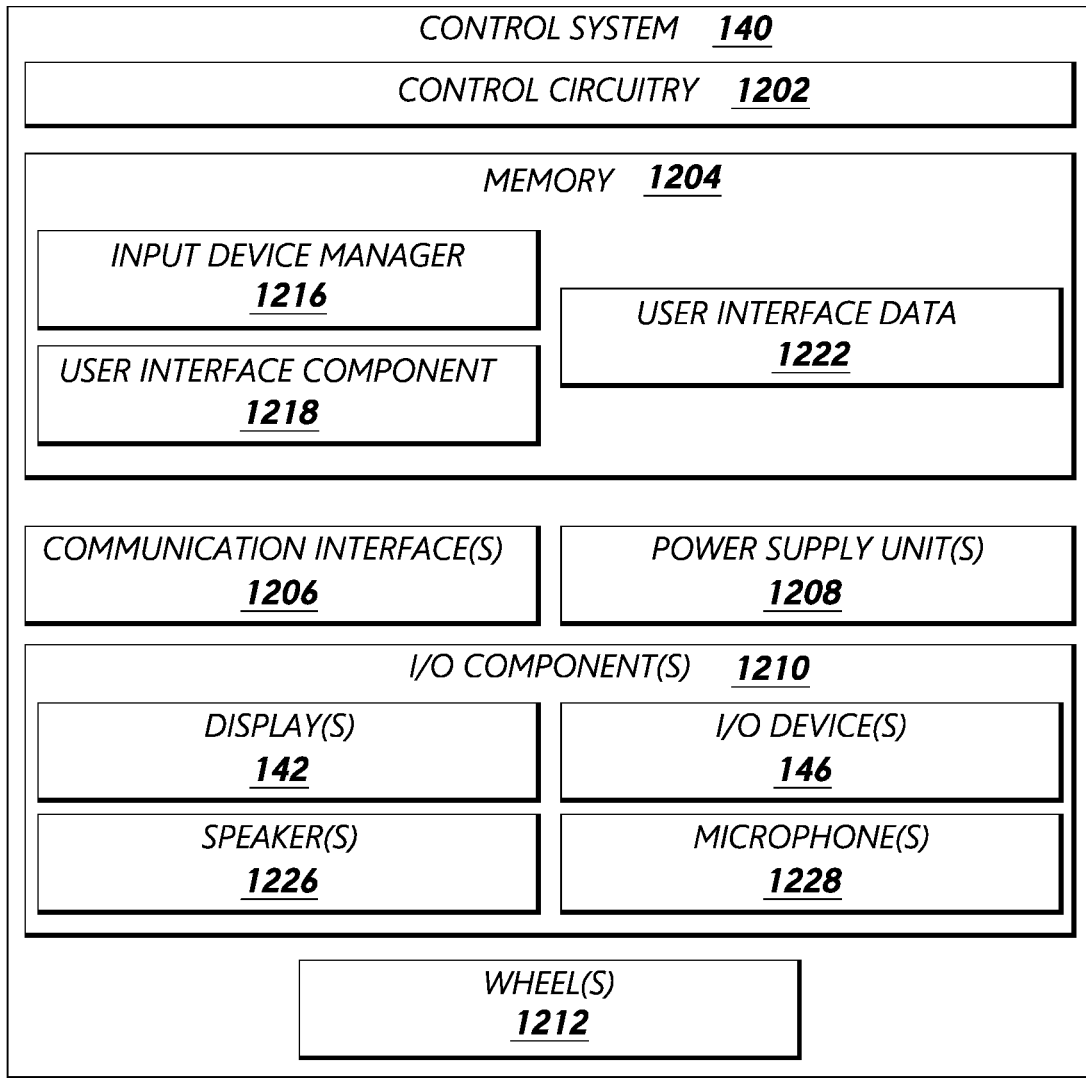 CONTROL SYSTEM 140
CONTROL CIRCUITRY 1202
MEMORY 1204
INPUT DEVICE MANAGER
1216
USER INTERFACE COMPONENT
1218
USER INTERFACE DATA
1222
COMMUNICATION INTERFACE(S)
1206
POWER SUPPLY UNIT(S)
1208
I/O COMPONENT(S) 1210
DISPLAY(S)
142
I/O DEVICE(S)
146
SPEAKER(S)
1226
MICROPHONE(S)
1228
WHEEL(S)
1212